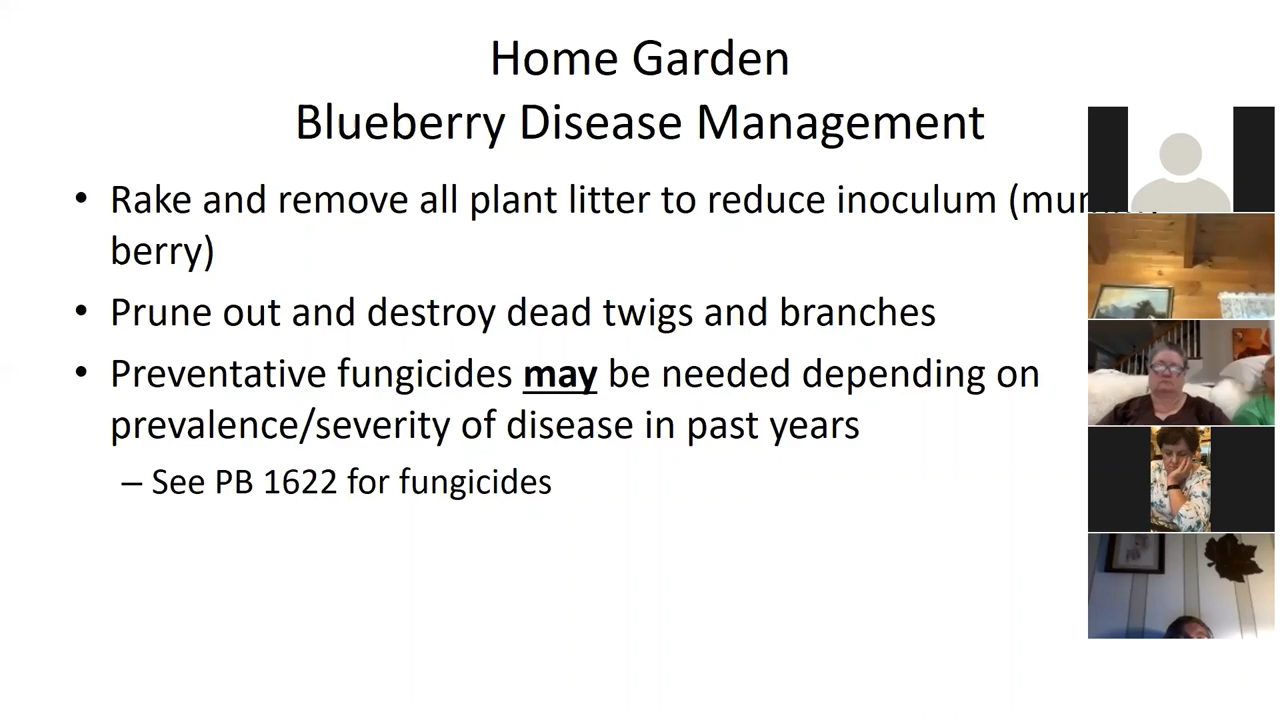 Home Garden
Blueberry Disease Management
• Rake and remove all plant litter to reduce inoculum
berry)
• Prune out and destroy dead twigs and branches
• Preventative fungicides may be needed depending on
prevalence/severity of disease in past years
– See PB 1622 for fungicides